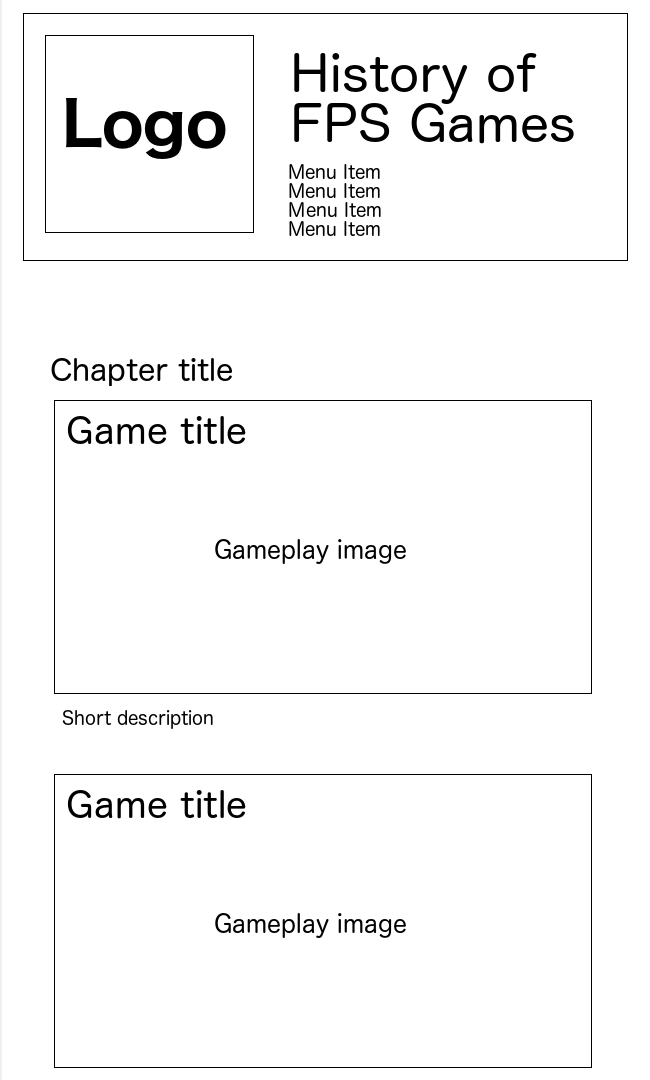 Logo
History of
FPS Games
Menu Item
Menu Item
Menu Item
Menu Item
Chapter title
Game title
Gameplay image
Short description
Game title
Gameplay image